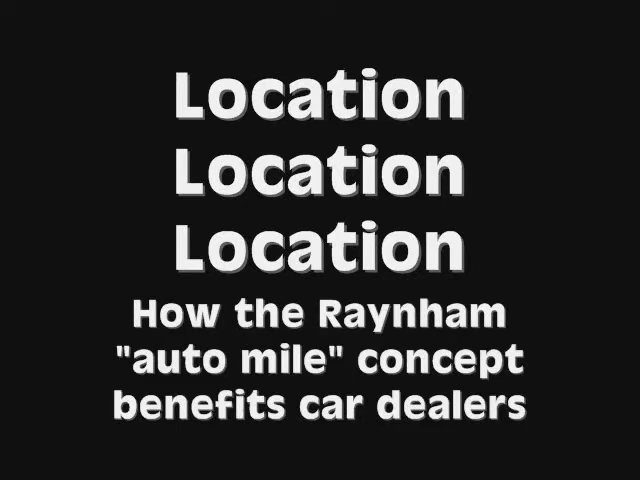 Location
Location
Location
How the Raynham
"auto mile" concept
benefits car dealers